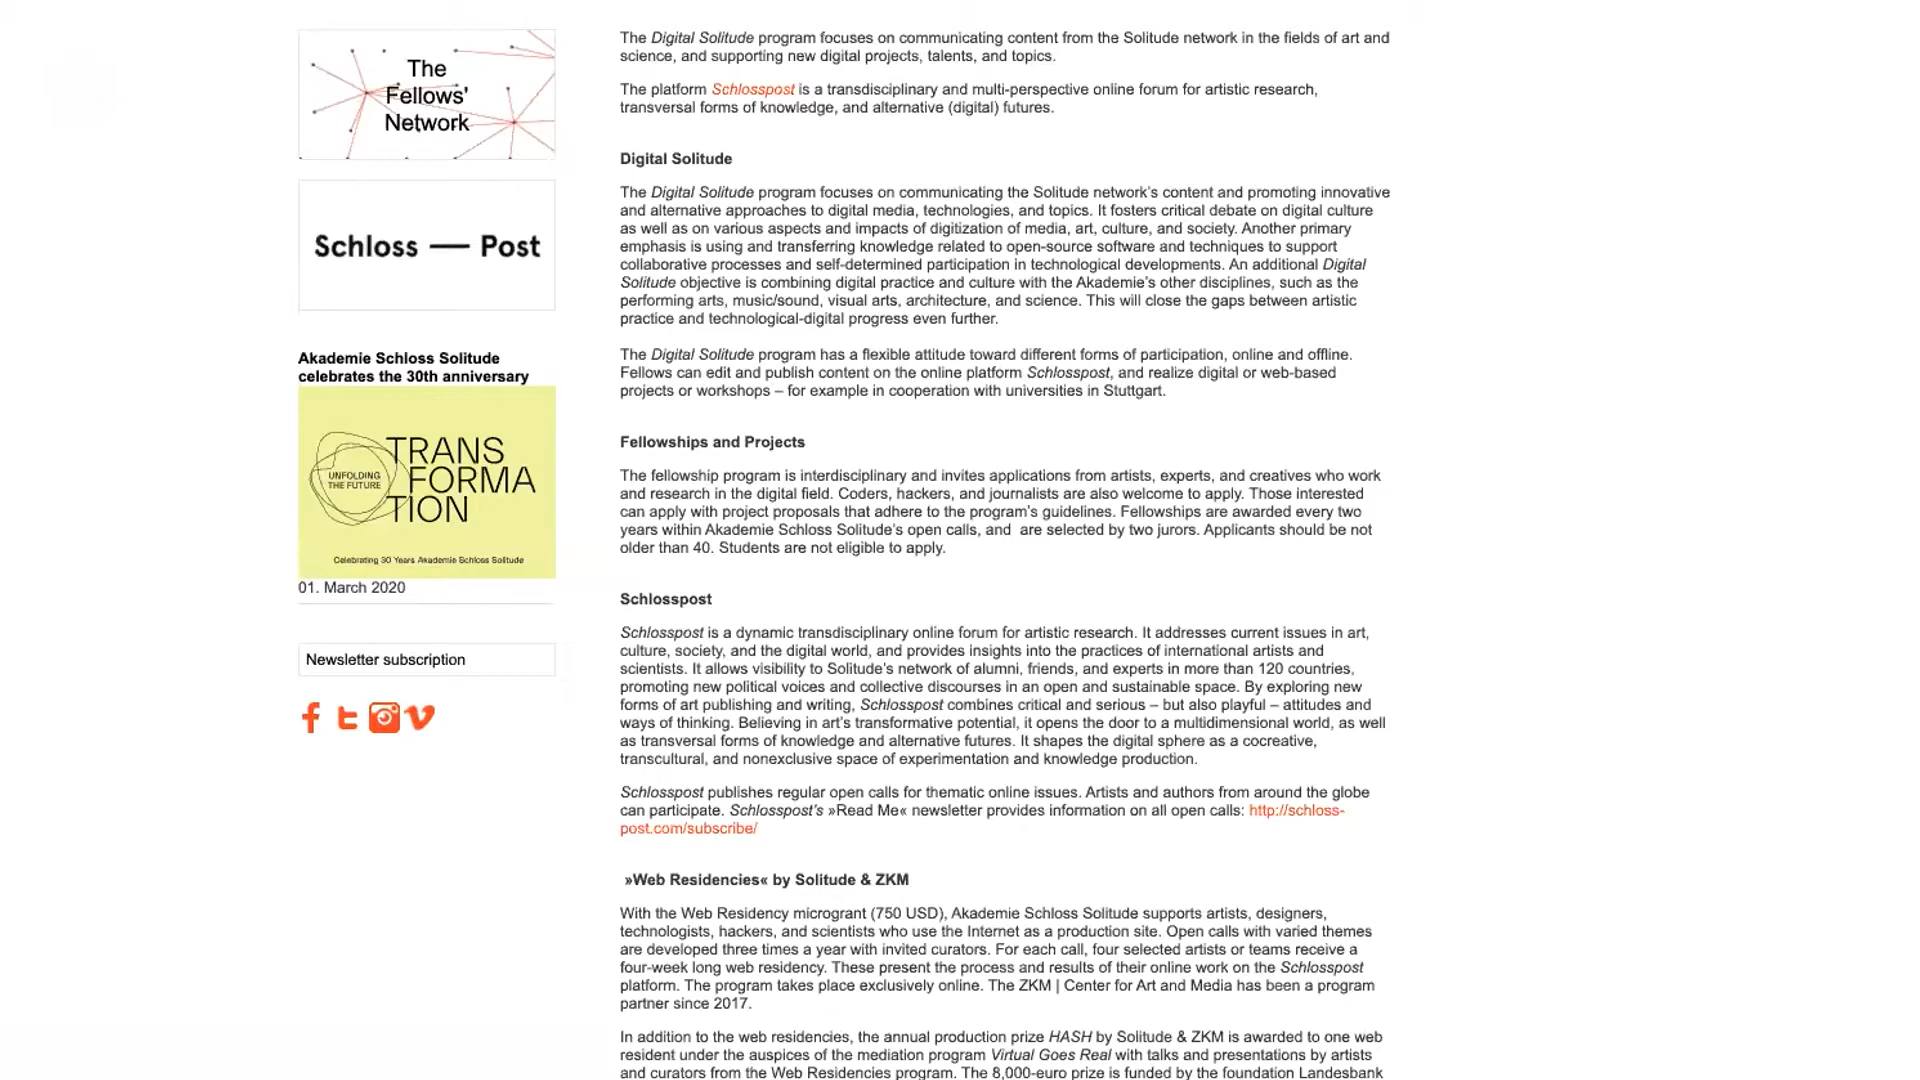 The
Fellows'
Network
Schloss — Post
Akademie Schloss Solitude
celebrates the 30th anniversary
TRANS
FORMA
TION
UNFOLDING
THE FUTURE
Celebrating 30 Years Akademie Schloss Solitude
01. March 2020
Newsletter subscription
The Digital Solitude program focuses on communicating content from the Solitude network in the fields of art and
science, and supporting new digital projects, talents, and topics.
The platform Schlosspost is a transdisciplinary and multi-perspective online forum for artistic research,
transversal forms of knowledge, and alternative (digital) futures.
Digital Solitude
The Digital Solitude program focuses on communicating the Solitude network's content and promoting innovative
and alternative approaches to digital media, technologies, and topics. It fosters critical debate on digital culture
as well as on various aspects and impacts of digitization of media, art, culture, and society. Another primary
emphasis is using and transferring knowledge related to open-source software and techniques to support
collaborative processes and self-determined participation in technological developments. An additional Digital
Solitude objective is combining digital practice and culture with the Akademie's other disciplines, such as the
performing arts, music/sound, visual arts, architecture, and science. This will close the gaps between artistic
practice and technological-digital progress even further.
The Digital Solitude program has a flexible attitude toward different forms of participation, online and offline.
Fellows can edit and publish content on the online platform Schlosspost, and realize digital or web-based
projects or workshops – for example in cooperation with universities in Stuttgart.
Fellowships and Projects
The fellowship program is interdisciplinary and invites applications from artists, experts, and creatives who work
and research in the digital field. Coders, hackers, and journalists are also welcome to apply. Those interested
can apply with project proposals that adhere to the program's guidelines. Fellowships are awarded every two
years within Akademie Schloss Solitude's open calls, and  are selected by two jurors. Applicants should be not
older than 40. Students are not eligible to apply.
Schlosspost
Schlosspost is a dynamic transdisciplinary online forum for artistic research. It addresses current issues in art,
culture, society, and the digital world, and provides insights into the practices of international artists and
scientists. It allows visibility to Solitude's network of alumni, friends, and experts in more than 120 countries,
promoting new political voices and collective discourses in an open and sustainable space. By exploring new
forms of art publishing and writing, Schlosspost combines critical and serious – but also playful – attitudes and
ways of thinking. Believing in art's transformative potential, it opens the door to a multidimensional world, as well
as transversal forms of knowledge and alternative futures. It shapes the digital sphere as a cocreative,
transcultural, and nonexclusive space of experimentation and knowledge production.
Schlosspost publishes regular open calls for thematic online issues. Artists and authors from around the globe
can participate. Schlosspost's »Read Me« newsletter provides information on all open calls: http://schloss-
post.com/subscribe/
»Web Residencies« by Solitude & ZKM
With the Web Residency microgrant (750 USD), Akademie Schloss Solitude supports artists, designers,
technologists, hackers, and scientists who use the Internet as a production site. Open calls with varied themes
are developed three times a year with invited curators. For each call, four selected artists or teams receive a
four-week long web residency. These present the process and results of their online work on the Schlosspost
platform. The program takes place exclusively online. The ZKM | Center for Art and Media has been a program
partner since 2017.
In addition to the web residencies, the annual production prize HASH by Solitude & ZKM is awarded to one web
resident under the auspices of the mediation program Virtual Goes Real with talks and presentations by artists
and curators from the Web Residencies program. The 8,000-euro prize is funded by the foundation Landesbank